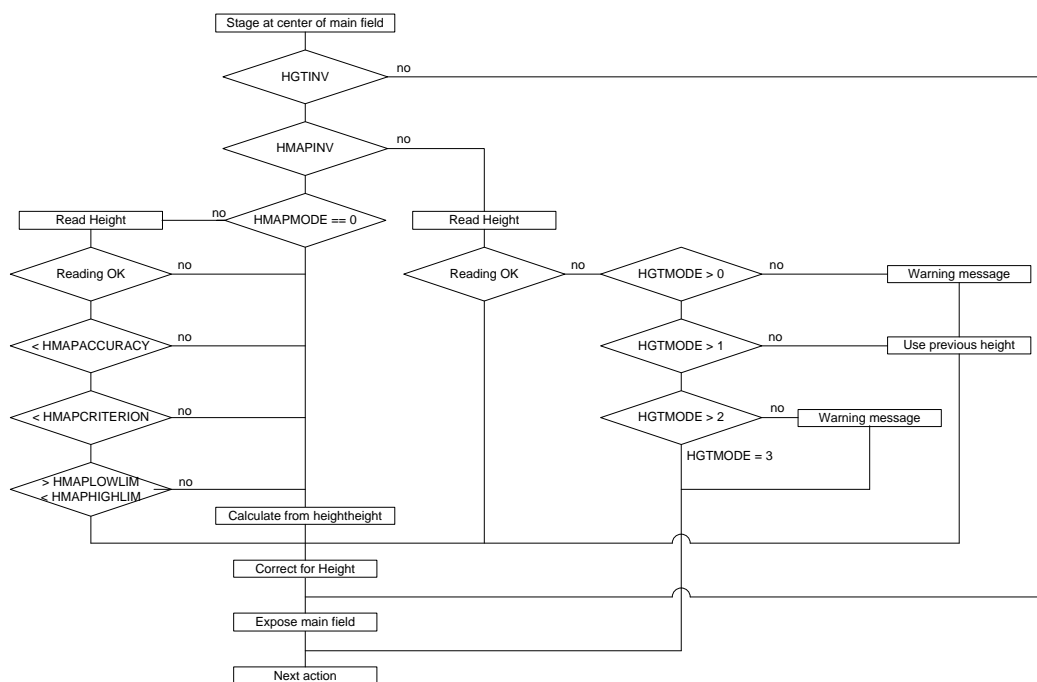 Stage at center of main field
HGTINV
no
HMAPINV
no
Read Height
no
HMAPMODE == 0
Read Height
Reading OK
no
Reading OK
no
HGTMODE > 0
no
Warning message
< HMAPACCURACY
no
HGTMODE > 1
no
Use previous height
< HMAPCRITERION
no
HGTMODE > 2
no
Warning message
HGTMODE = 3
> HMAPLOWLIM
< HMAPHIGHLIM
no
Calculate from heightheight
Correct for Height
Expose main field
Next action